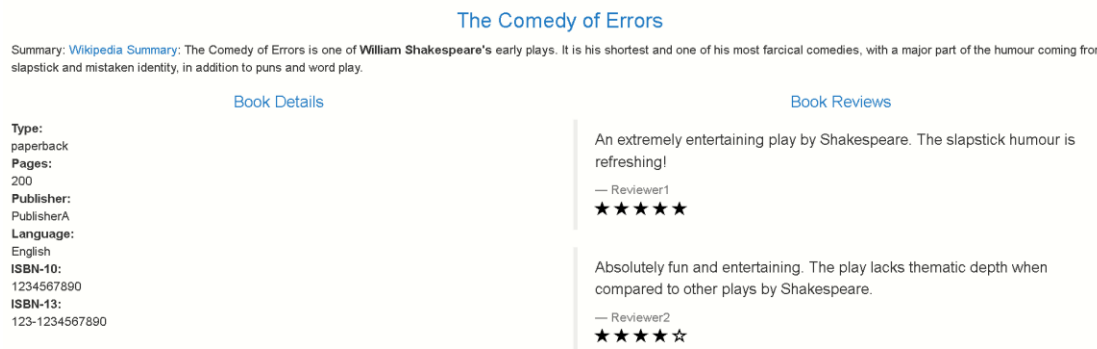 The Comedy of Errors
Summary: Wikipedia Summary: The Comedy of Errors is one of William Shakespeare's early plays. It is his shortest and one of his most farcical comedies, with a major part of the humour coming from
slapstick and mistaken identity, in addition to puns and word play.
Book Details
Type:
paperback
Pages:
200
Publisher:
PublisherA
Language:
English
ISBN-10:
1234567890
ISBN-13:
123-1234567890
Book Reviews
An extremely entertaining play by Shakespeare. The slapstick humour is
refreshing!
— Reviewer1
★★★★★
Absolutely fun and entertaining. The play lacks thematic depth when
compared to other plays by Shakespeare.
— Reviewer2
★★★★☆